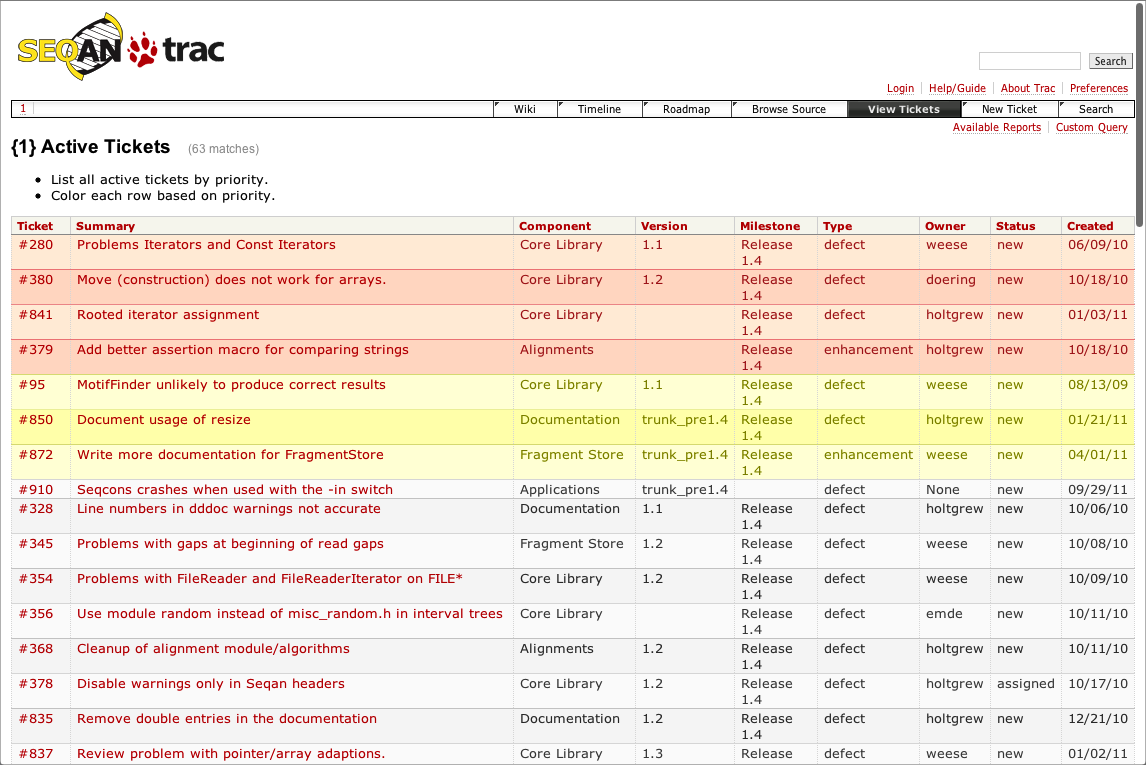 SEQAN trac
Search
Login Help/Guide About Trac Preferences
1 Wiki Timeline Roadmap Browse Source View Tickets New Ticket Search
Available Reports Custom Query
{1} Active Tickets (63 matches)
• List all active tickets by priority.
• Color each row based on priority.
Ticket Summary Component Version Milestone Type Owner Status Created
#280 Problems Iterators and Const Iterators Core Library 1.1 Release 1.4 defect weese new 06/09/10
#380 Move (construction) does not work for arrays. Core Library 1.2 Release 1.4 defect doering new 10/18/10
#841 Rooted iterator assignment Core Library Release 1.4 defect holtgrew new 01/03/11
#379 Add better assertion macro for comparing strings Alignments Release 1.4 enhancement holtgrew new 10/18/10
#95 MotifFinder unlikely to produce correct results Core Library 1.1 Release 1.4 defect weese new 08/13/09
#850 Document usage of resize Documentation trunk_pre1.4 Release 1.4 defect holtgrew new 01/21/11
#872 Write more documentation for FragmentStore Fragment Store trunk_pre1.4 Release 1.4 enhancement weese new 04/01/11
#910 Seqcons crashes when used with the -in switch Applications trunk_pre1.4 defect None new 09/29/11
#328 Line numbers in dddoc warnings not accurate Documentation 1.1 Release 1.4 defect holtgrew new 10/06/10
#345 Problems with gaps at beginning of read gaps Fragment Store 1.2 Release 1.4 defect weese new 10/08/10
#354 Problems with FileReader and FileReaderIterator on FILE* Core Library 1.2 Release 1.4 defect weese new 10/09/10
#356 Use module random instead of misc_random.h in interval trees Core Library Release 1.4 defect emde new 10/11/10
#368 Cleanup of alignment module/algorithms Alignments 1.2 Release 1.4 defect holtgrew new 10/11/10
#378 Disable warnings only in Seqan headers Core Library 1.2 Release 1.4 defect holtgrew assigned 10/17/10
#835 Remove double entries in the documentation Documentation 1.2 Release 1.4 defect holtgrew new 12/21/10
#837 Review problem with pointer/array adaptions. Core Library 1.3 Release defect weese new 01/02/11